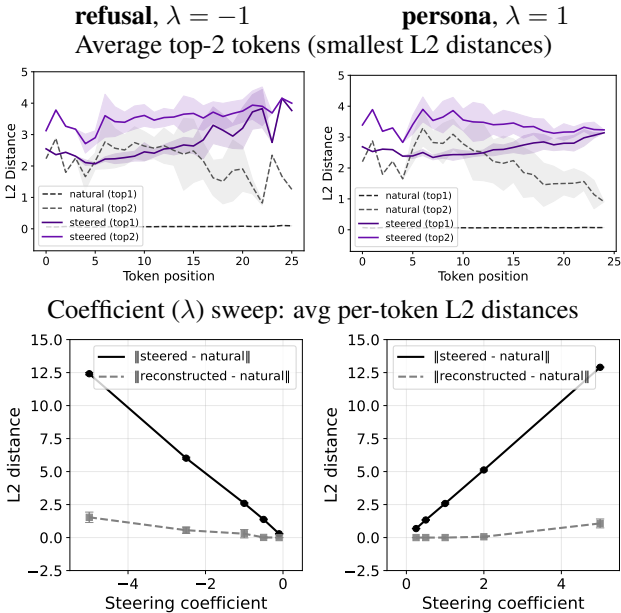 refusal, λ = −1 persona, λ = 1
Average top-2 tokens (smallest L2 distances)
L2 Distance
5
4
3
2
1
0
natural (top1)
natural (top2)
steered (top1)
steered (top2)
0 5 10 15 20 25
Token position
L2 Distance
5
4
3
2
1
0
natural (top1)
natural (top2)
steered (top1)
steered (top2)
0 5 10 15 20 25
Token position
Coefficient (λ) sweep: avg per-token L2 distances
L2 distance
15.0
12.5
10.0
7.5
5.0
2.5
0.0
−2.5
‖steered - natural‖
‖reconstructed - natural‖
−4 −2 0
Steering coefficient
L2 distance
15.0
12.5
10.0
7.5
5.0
2.5
0.0
−2.5
‖steered - natural‖
‖reconstructed - natural‖
0 2 4
Steering coefficient